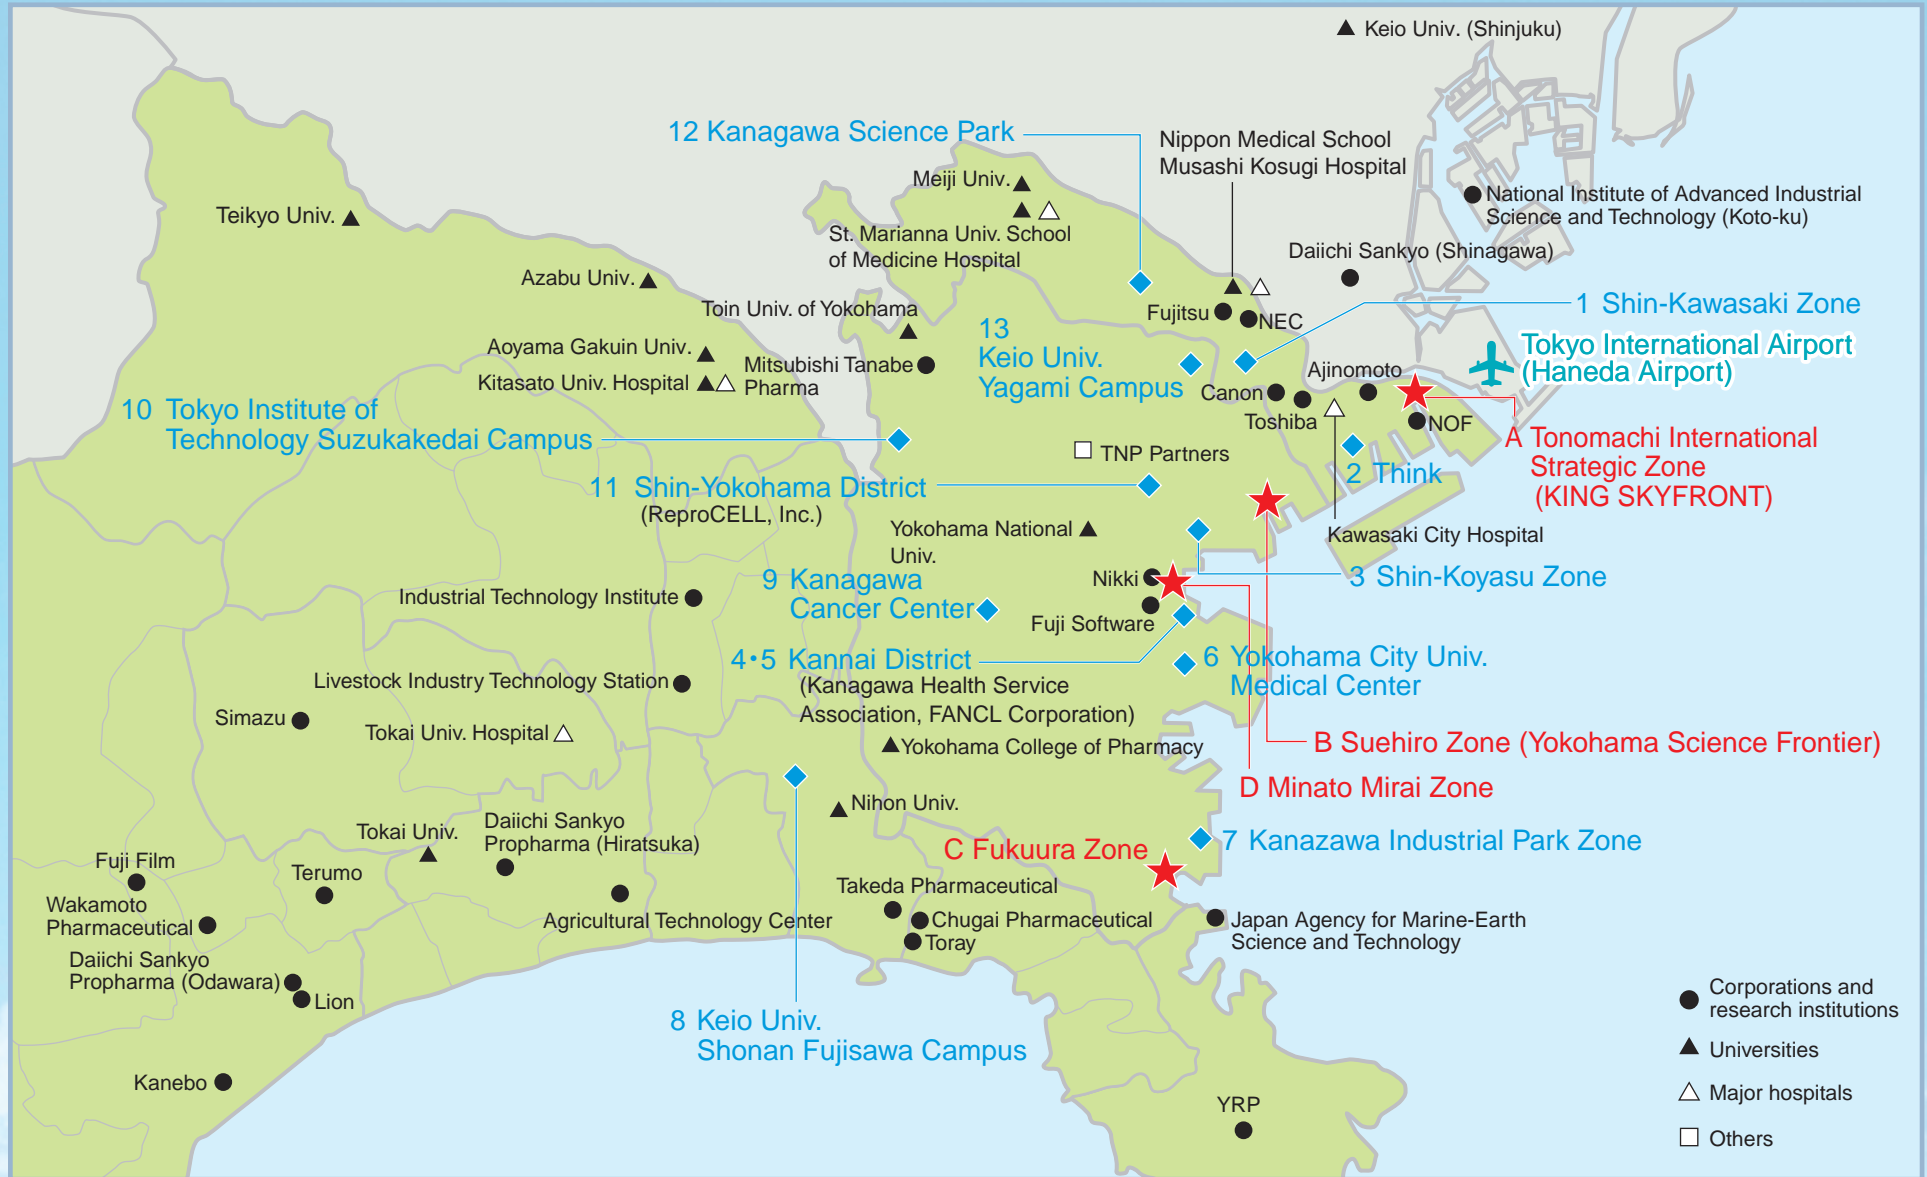 Keio Univ. (Shinjuku)
12 Kanagawa Science Park
Nippon Medical School
Musashi Kosugi Hospital
Meiji Univ.
National Institute of Advanced Industrial
Science and Technology (Koto-ku)
Teikyo Univ.
St. Marianna Univ. School
of Medicine Hospital
Daiichi Sankyo (Shinagawa)
Azabu Univ.
Toin Univ. of Yokohama
Fujitsu
NEC
1 Shin-Kawasaki Zone
13
Keio Univ.
Yagami Campus
Tokyo International Airport
(Haneda Airport)
Aoyama Gakuin Univ.
Mitsubishi Tanabe
Pharma
Kitasato Univ. Hospital
Ajinomoto
Canon
Toshiba
NOF
10 Tokyo Institute of
Technology Suzukakedai Campus
A Tonomachi International
Strategic Zone
(KING SKYFRONT)
TNP Partners
2 Think
11 Shin-Yokohama District
(ReproCELL, Inc.)
Yokohama National
Univ.
Kawasaki City Hospital
3 Shin-Koyasu Zone
Nikki
9 Kanagawa
Cancer Center
Industrial Technology Institute
Fuji Software
4・5 Kannai District
(Kanagawa Health Service
Association, FANCL Corporation)
6 Yokohama City Univ.
Medical Center
Livestock Industry Technology Station
Simazu
Tokai Univ. Hospital
Yokohama College of Pharmacy
B Suehiro Zone (Yokohama Science Frontier)
D Minato Mirai Zone
Nihon Univ.
Tokai Univ.
Daiichi Sankyo
Propharma (Hiratsuka)
C Fukuura Zone
7 Kanazawa Industrial Park Zone
Fuji Film
Terumo
Takeda Pharmaceutical
Wakamoto
Pharmaceutical
Agricultural Technology Center
Chugai Pharmaceutical
Toray
Japan Agency for Marine-Earth
Science and Technology
Daiichi Sankyo
Propharma (Odawara)
Lion
8 Keio Univ.
Shonan Fujisawa Campus
Kanebo
YRP
Corporations and
research institutions
Universities
Major hospitals
Others